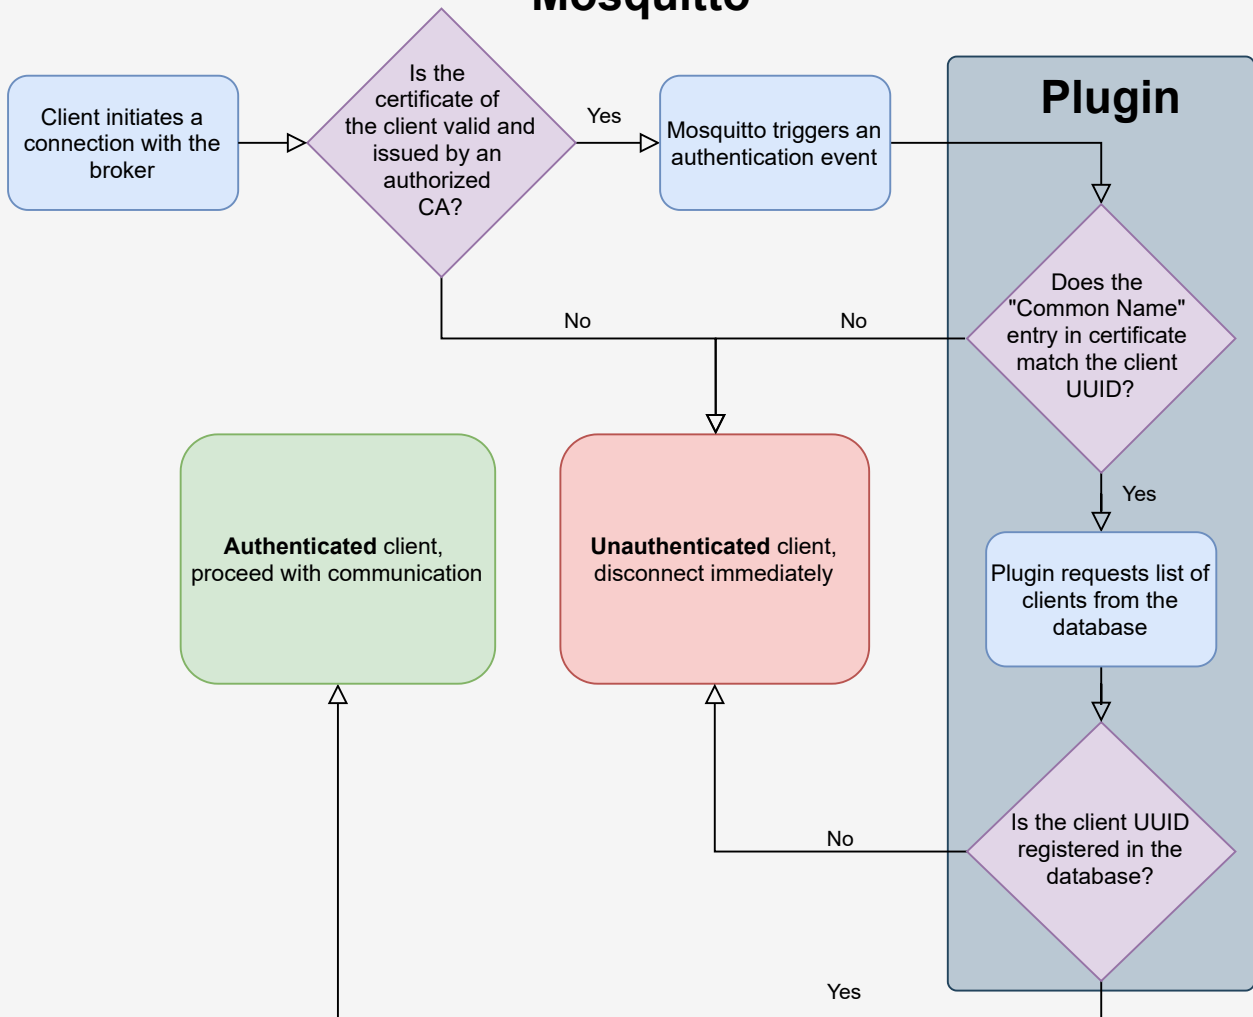 Mosquitto
Plugin
Client initiates a
connection with the
broker
Is the
certificate of
the client valid and
issued by an
authorized
CA?
Yes
Mosquitto triggers an
authentication event
Does the
"Common Name"
entry in certificate
match the client
UUID?
No
No
Yes
Authenticated client,
proceed with communication
Unauthenticated client,
disconnect immediately
Plugin requests list of
clients from the
database
Is the client UUID
registered in the
database?
No
Yes